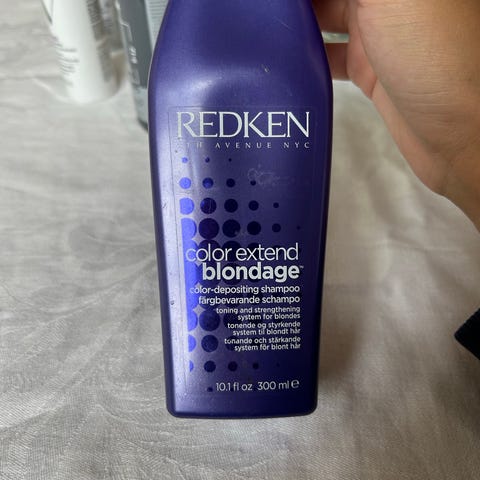 REDKEN
5TH AVENUE NYC
color extend
blondage™
color-depositing shampoo
färgbevarande schampo
toning and strengthening
system for blondes
tonende og styrkende
system til blondt hår
tonande och stärkande
system för blont hår
10.1 fl oz 300 ml e